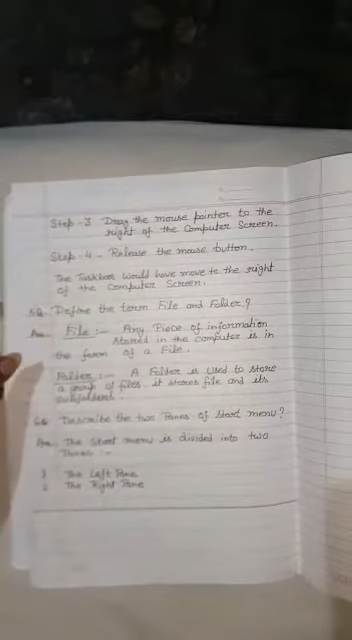 Step - 3 Drag the mouse pointer to the
right of the Computer Screen.
Step - 4 - Release the mouse button.
The Taskbar would have move to the right
of the Computer Screen.
5Q. Define the term File and Folder?
Ans. File :- Any Piece of information
stored in the computer is in
the form of a File.
Folder :- A Folder is Used to store
a group of files. it stores file and its
subfolders.
6Q Describe the two Panes of Start menu?
Ans. The Start menu is divided into two
Panes :-
1 The Left Pane
2 The Right Pane